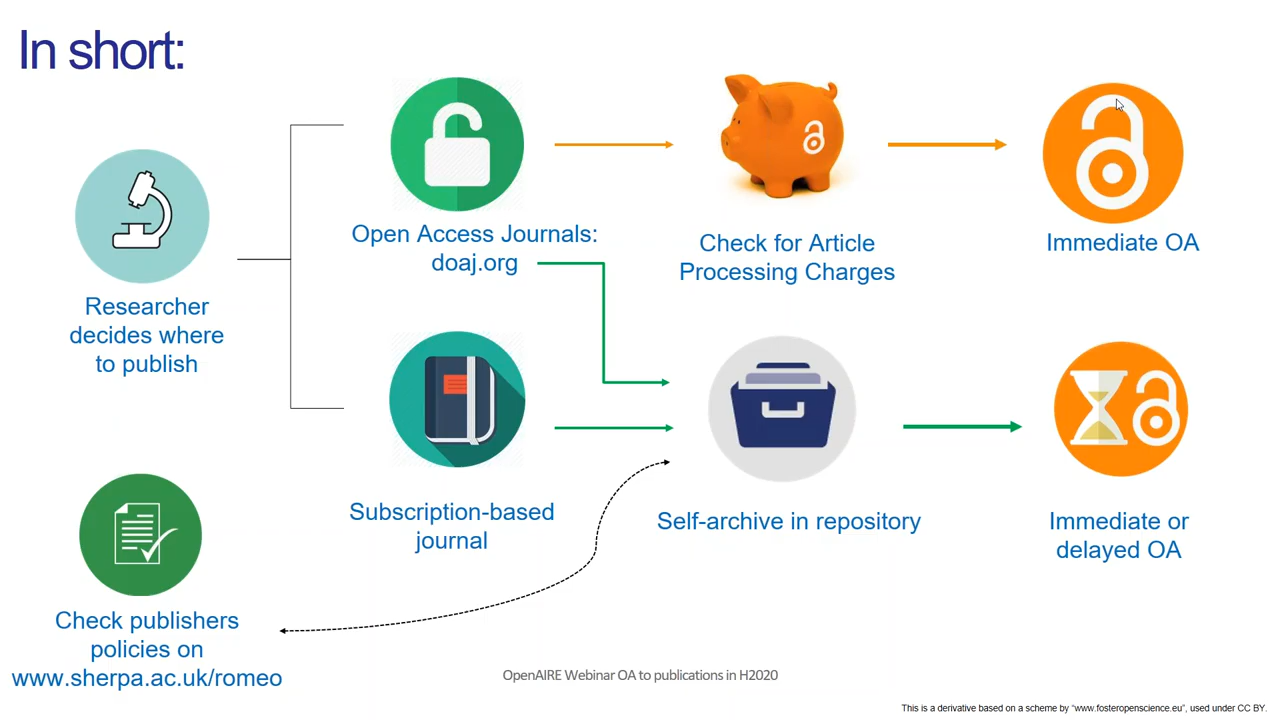 In short:
Open Access Journals:
doaj.org
Check for Article
Processing Charges
Immediate OA
Researcher
decides where
to publish
Subscription-based
journal
Self-archive in repository
Immediate or
delayed OA
Check publishers
policies on
www.sherpa.ac.uk/romeo
OpenAIRE Webinar OA to publications in H2020
This is a derivative based on a scheme by “www.fosteropenscience.eu”, used under CC BY.